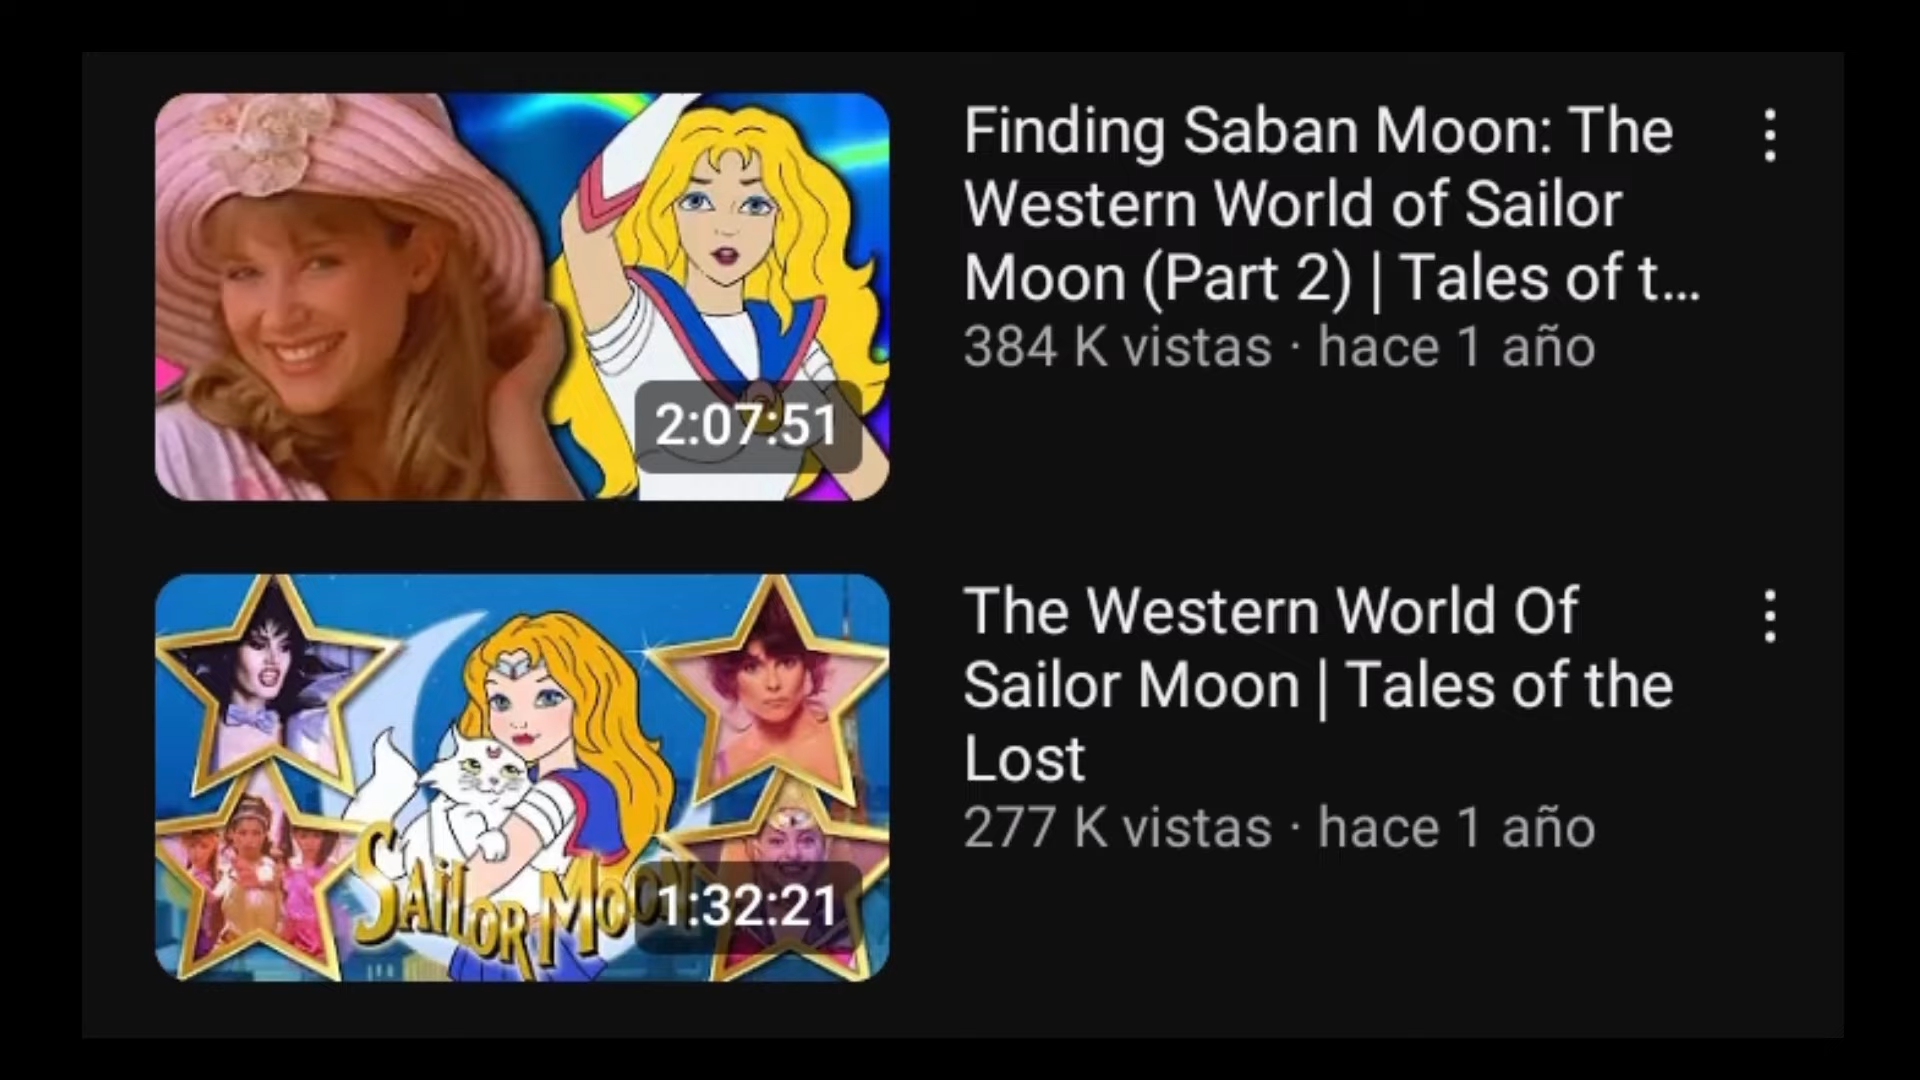 Finding Saban Moon: The
Western World of Sailor
Moon (Part 2) | Tales of t...
384 K vistas · hace 1 año
2:07:51
The Western World Of
Sailor Moon | Tales of the
Lost
277 K vistas · hace 1 año
SAILOR MOON
1:32:21